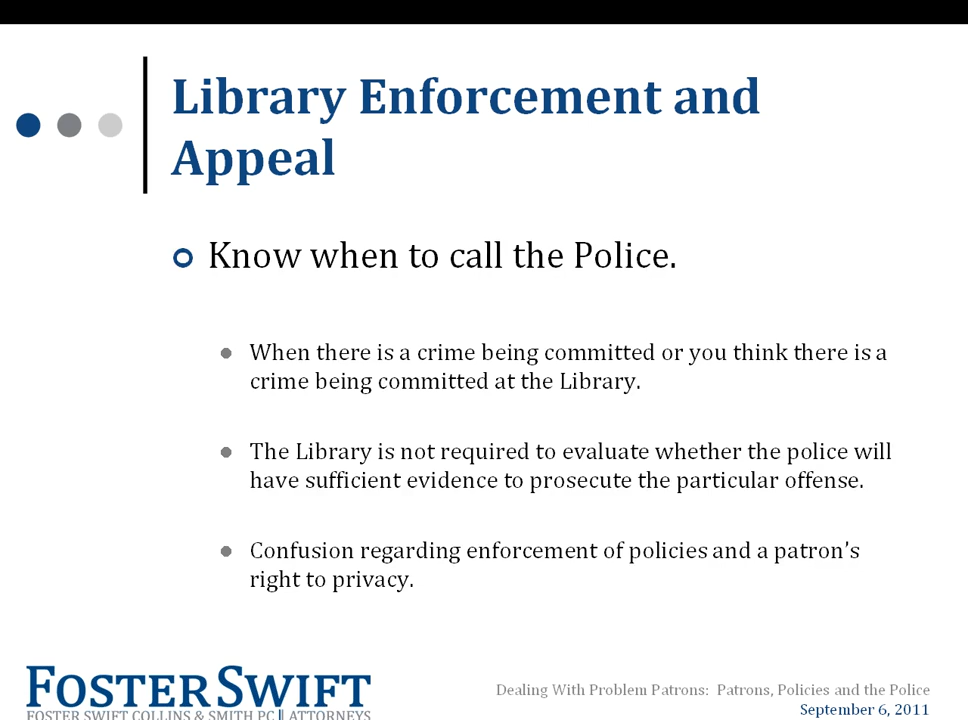 Library Enforcement and
Appeal
Know when to call the Police.
When there is a crime being committed or you think there is a
crime being committed at the Library.
The Library is not required to evaluate whether the police will
have sufficient evidence to prosecute the particular offense.
Confusion regarding enforcement of policies and a patron’s
right to privacy.
FOSTER SWIFT
FOSTER SWIFT COLLINS & SMITH PC || ATTORNEYS
Dealing With Problem Patrons: Patrons, Policies and the Police
September 6, 2011